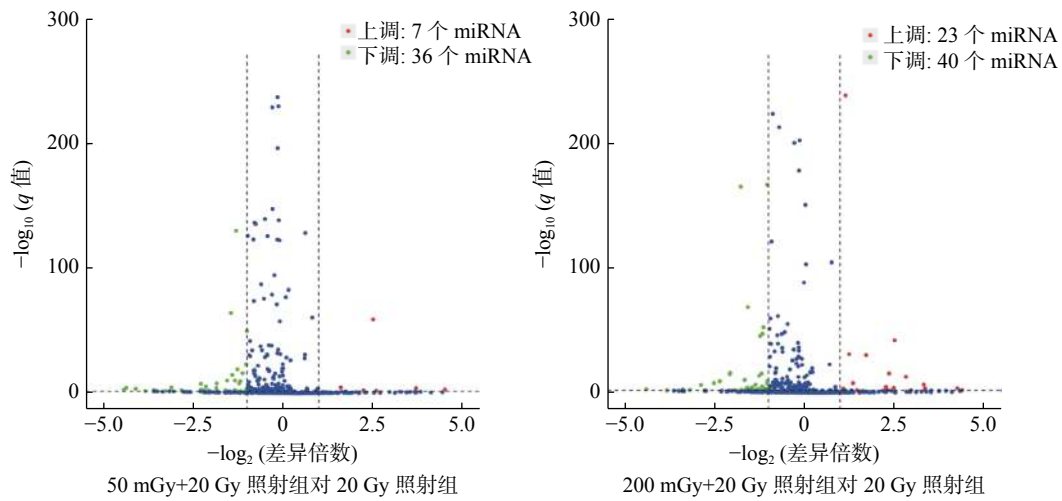 300
上调: 7 个 miRNA
下调: 36 个 miRNA
200
100
0
−log₁₀ (q 值)
−5.0 −2.5 0 2.5 5.0
−log₂ (差异倍数)
50 mGy+20 Gy 照射组对 20 Gy 照射组
300
上调: 23 个 miRNA
下调: 40 个 miRNA
200
100
0
−log₁₀ (q 值)
−5.0 −2.5 0 2.5 5.0
−log₂ (差异倍数)
200 mGy+20 Gy 照射组对 20 Gy 照射组